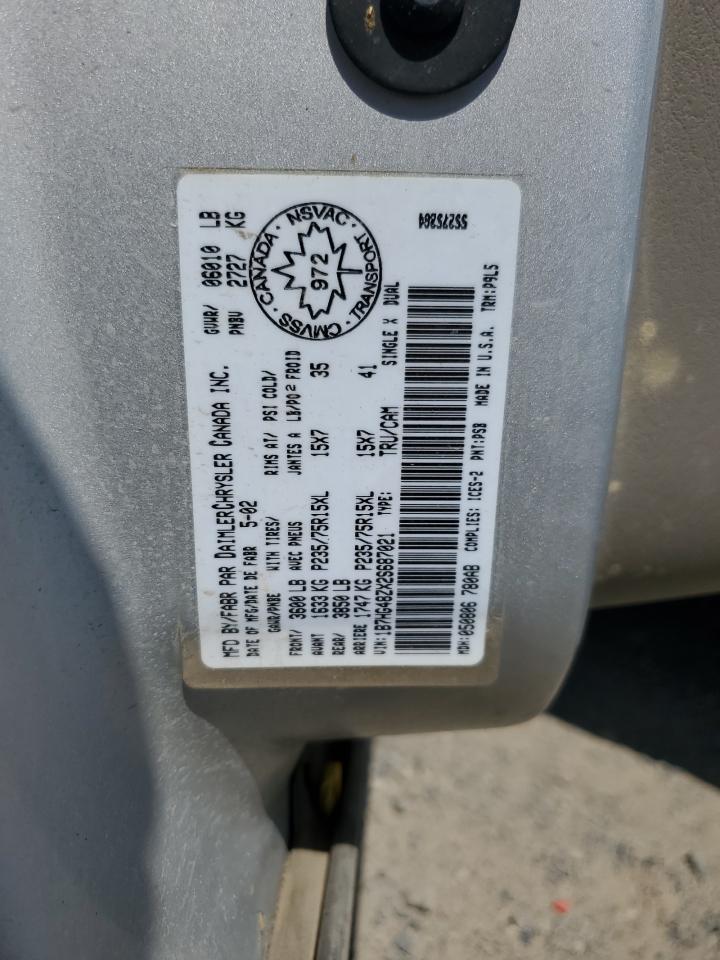 MFD BY/FABR PAR DAIMLERCHRYSLER CANADA INC.
DATE OF MFG/DATE DE FABR 5-02
GVWR/ 06010 LB
PNBV 2727 KG
GAWR/PNBE WITH TIRES/ RIMS AT/ PSI COLD/
AVEC PNEUS JANTES A LB/PO2 FROID
FRONT/ 3600 LB
AVANT 1633 KG P235/75R15XL 15X7 35
REAR/ 3850 LB
ARRIERE 1747 KG P235/75R15XL 15X7 41
VIN: 1B7HG48ZX2S687021 TYPE: TRU/CAM SINGLE X DUAL
MDH: 050806 7806B COMPLIES: ICES-2 PNT: PSB MADE IN U.S.A. TRM: P9L5
CANADA · NSVAC · TRANSPORT · CMVSS
972